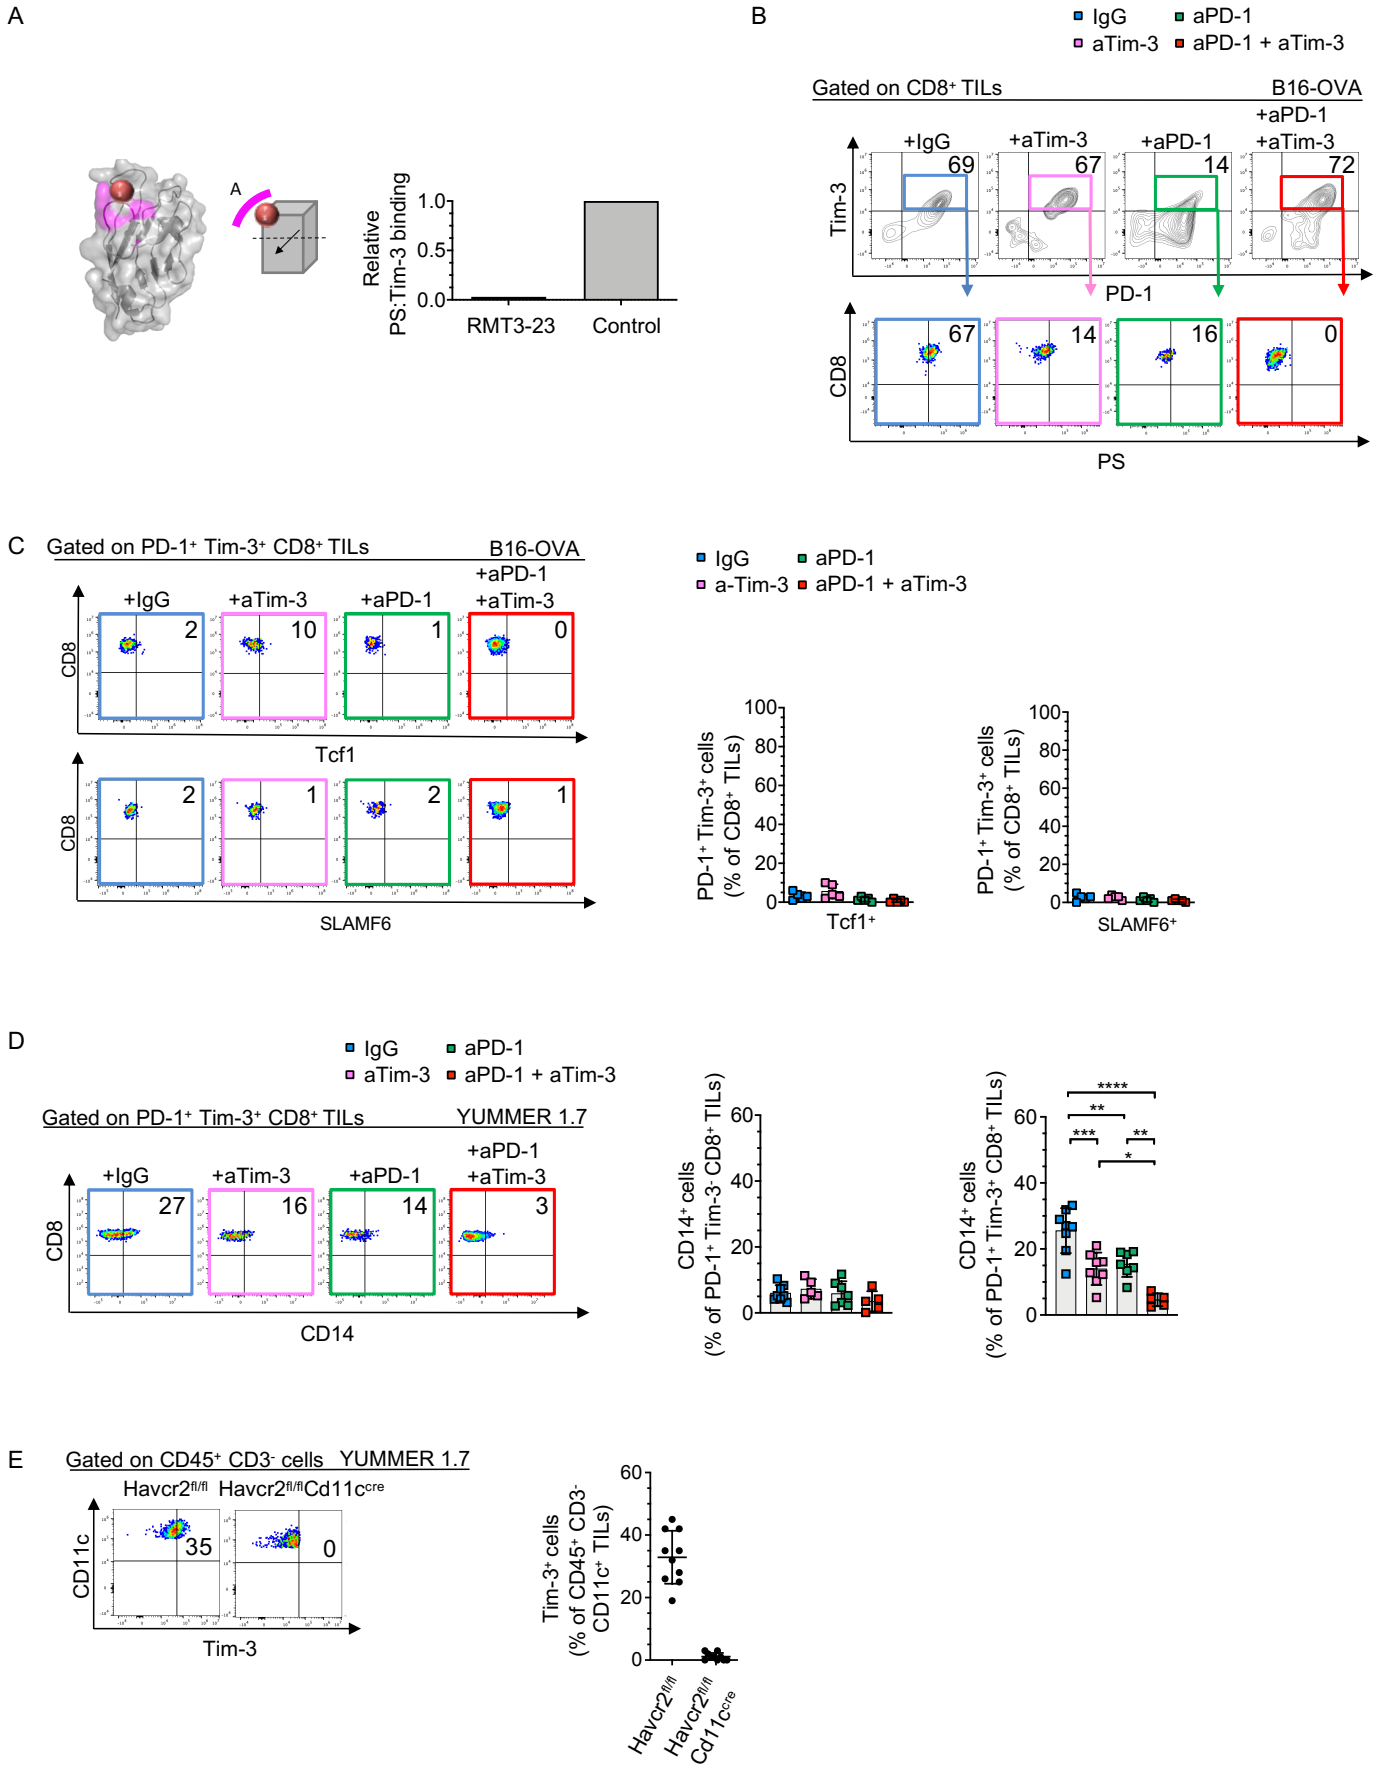 A
B
IgG
aPD-1
aTim-3
aPD-1 + aTim-3
Gated on CD8⁺ TILs
B16-OVA
+IgG
+aTim-3
+aPD-1
+aPD-1
+aTim-3
69
67
14
72
Tim-3
PD-1
67
14
16
0
CD8
PS
A
Relative
PS:Tim-3 binding
1.0
0.5
0.0
RMT3-23
Control
C
Gated on PD-1⁺ Tim-3⁺ CD8⁺ TILs
B16-OVA
+IgG
+aTim-3
+aPD-1
+aPD-1
+aTim-3
2
10
1
0
CD8
Tcf1
2
1
2
1
CD8
SLAMF6
IgG
aPD-1
a-Tim-3
aPD-1 + aTim-3
PD-1⁺ Tim-3⁺ cells
(% of CD8⁺ TILs)
100
80
60
40
20
0
Tcf1⁺
PD-1⁺ Tim-3⁺ cells
(% of CD8⁺ TILs)
100
80
60
40
20
0
SLAMF6⁺
D
IgG
aPD-1
aTim-3
aPD-1 + aTim-3
Gated on PD-1⁺ Tim-3⁺ CD8⁺ TILs
YUMMER 1.7
+IgG
+aTim-3
+aPD-1
+aPD-1
+aTim-3
27
16
14
3
CD8
CD14
CD14⁺ cells
(% of PD-1⁺ Tim-3⁻ CD8⁺ TILs)
60
40
20
0
CD14⁺ cells
(% of PD-1⁺ Tim-3⁺ CD8⁺ TILs)
60
40
20
0
****
**
***
**
*
E
Gated on CD45⁺ CD3⁻ cells
YUMMER 1.7
Havcr2fl/fl
Havcr2fl/flCd11ccre
35
0
CD11c
Tim-3
Tim-3⁺ cells
(% of CD45⁺ CD3⁻
CD11c⁺ TILs)
60
40
20
0
Havcr2fl/fl
Havcr2fl/fl
Cd11ccre